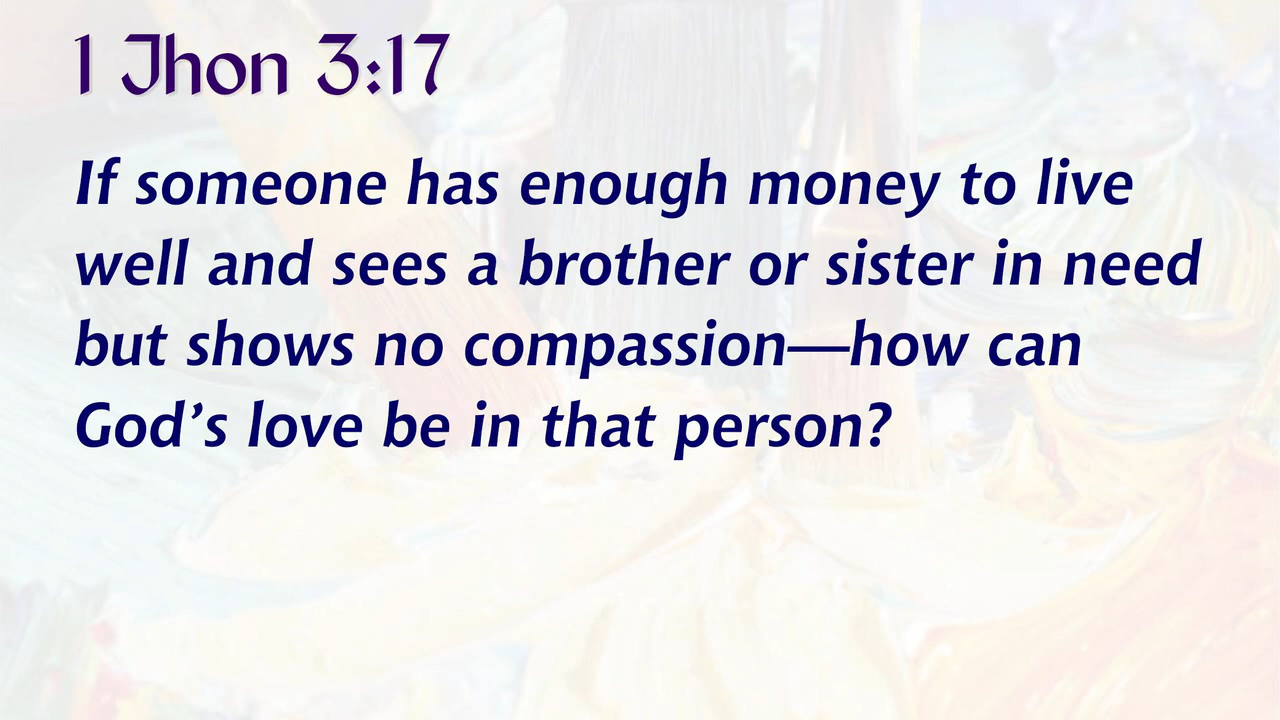 1 Jhon 3:17
If someone has enough money to live
well and sees a brother or sister in need
but shows no compassion—how can
God’s love be in that person?